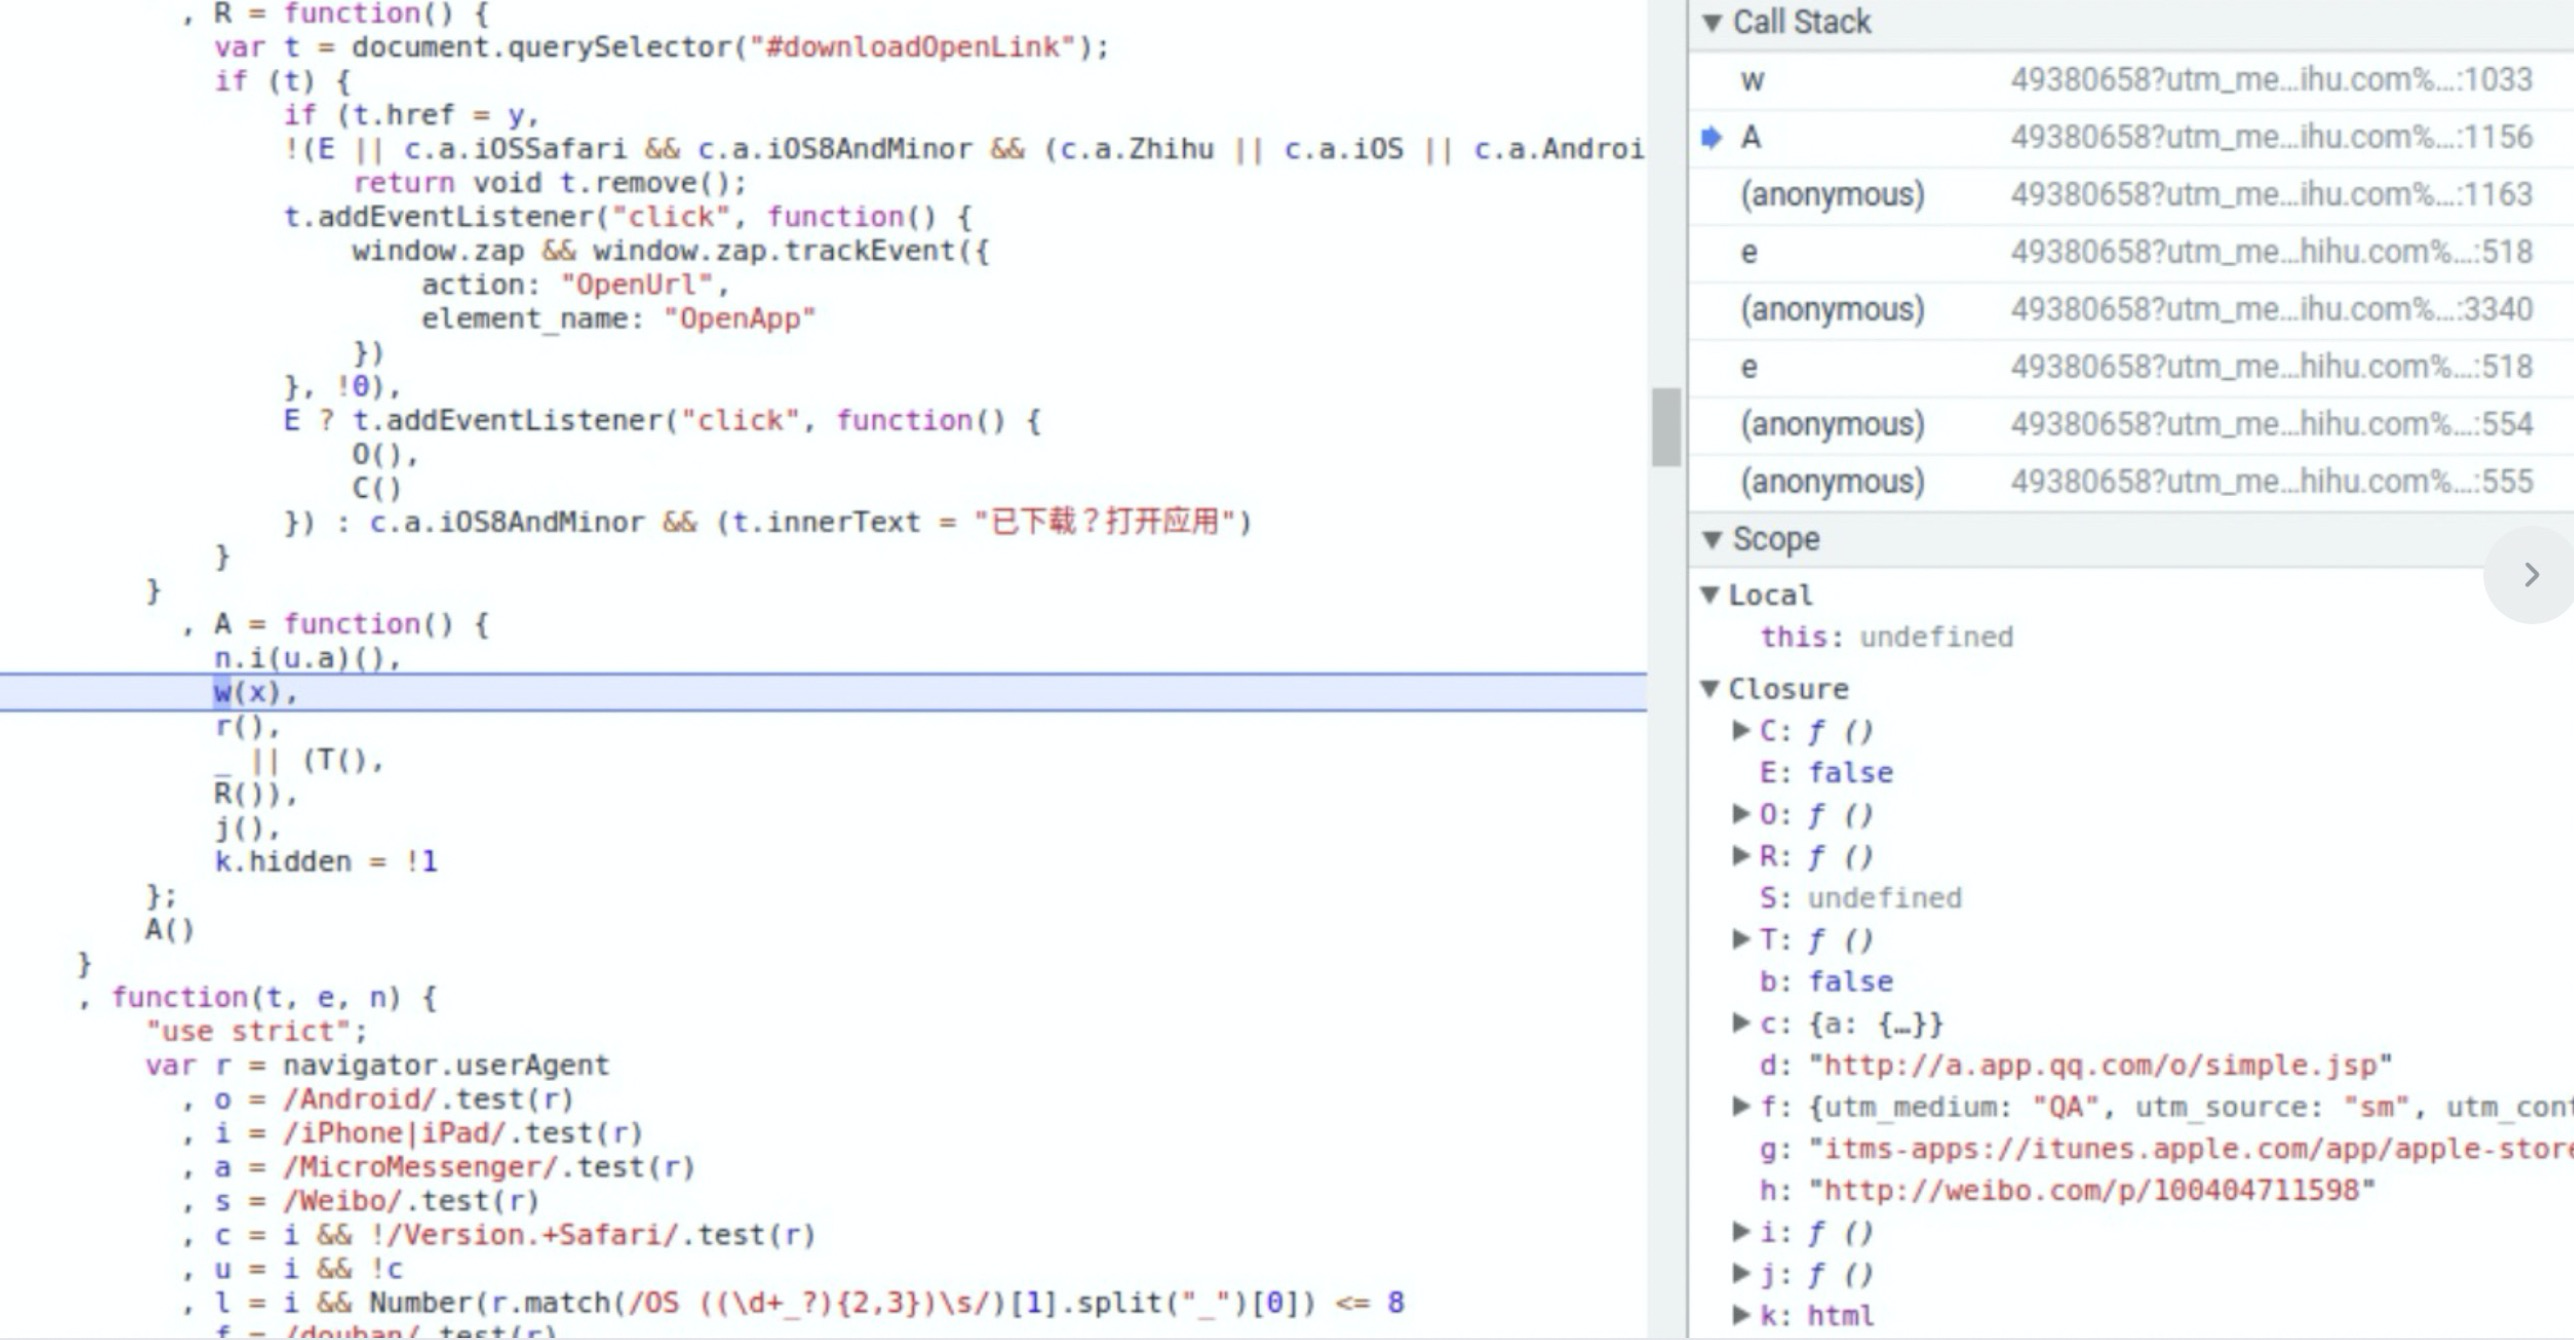 , R = function() {
var t = document.querySelector("#downloadOpenLink");
if (t) {
if (t.href = y,
!(E || c.a.iOSSafari && c.a.iOS8AndMinor && (c.a.Zhihu || c.a.iOS || c.a.Androi
return void t.remove();
t.addEventListener("click", function() {
window.zap && window.zap.trackEvent({
action: "OpenUrl",
element_name: "OpenApp"
})
}, !0),
E ? t.addEventListener("click", function() {
O(),
C()
}) : c.a.iOS8AndMinor && (t.innerText = "已下载？打开应用")
}
}
, A = function() {
n.i(u.a)(),
w(x),
r(),
_ || (T(),
R()),
j(),
k.hidden = !1
};
A()
}
, function(t, e, n) {
"use strict";
var r = navigator.userAgent
, o = /Android/.test(r)
, i = /iPhone|iPad/.test(r)
, a = /MicroMessenger/.test(r)
, s = /Weibo/.test(r)
, c = i && !/Version.+Safari/.test(r)
, u = i && !c
, l = i && Number(r.match(/OS ((\d+_?){2,3})\s/)[1].split("_")[0]) <= 8
, f = /douban/.test(r)
Call Stack
w 49380658?utm_me…ihu.com%…:1033
A 49380658?utm_me…ihu.com%…:1156
(anonymous) 49380658?utm_me…ihu.com%…:1163
e 49380658?utm_me…hihu.com%…:518
(anonymous) 49380658?utm_me…ihu.com%…:3340
e 49380658?utm_me…hihu.com%…:518
(anonymous) 49380658?utm_me…hihu.com%…:554
(anonymous) 49380658?utm_me…hihu.com%…:555
Scope
Local
this: undefined
Closure
C: ƒ ()
E: false
O: ƒ ()
R: ƒ ()
S: undefined
T: ƒ ()
b: false
c: {a: {…}}
d: "http://a.app.qq.com/o/simple.jsp"
f: {utm_medium: "QA", utm_source: "sm", utm_cont
g: "itms-apps://itunes.apple.com/app/apple-store
h: "http://weibo.com/p/100404711598"
i: ƒ ()
j: ƒ ()
k: html